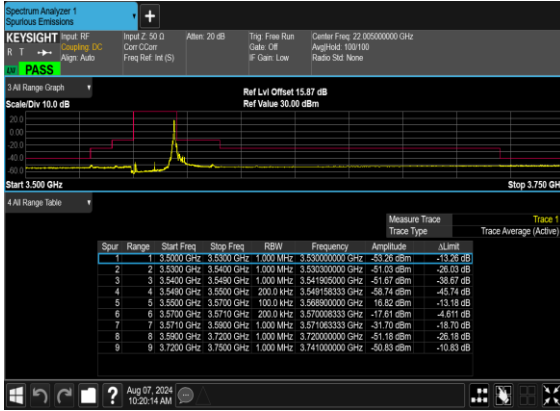 Spectrum Analyzer 1
Spurious Emissions
+
KEYSIGHT Input: RF Input Z: 50 Ω Atten: 20 dB Trig: Free Run Center Freq: 22.005000000 GHz
R T Coupling: DC Corr CCorr Gate: Off Avg|Hold: 100/100
Align: Auto Freq Ref: Int (S) IF Gain: Low Radio Std: None
PASS
3 All Range Graph Ref Lvl Offset 15.87 dB
Scale/Div 10.0 dB Ref Value 30.00 dBm
20.0
0.00
-20.0
-40.0
-60.0
Start 3.500 GHz Stop 3.750 GH
4 All Range Table
Measure Trace Trace 1
Trace Type Trace Average (Active)
Spur Range Start Freq Stop Freq RBW Frequency Amplitude ΔLimit
1 1 3.5000 GHz 3.5300 GHz 1.000 MHz 3.530000000 GHz -53.26 dBm -13.26 dB
2 2 3.5300 GHz 3.5400 GHz 1.000 MHz 3.530300000 GHz -51.03 dBm -26.03 dB
3 3 3.5400 GHz 3.5490 GHz 1.000 MHz 3.541905000 GHz -51.67 dBm -38.67 dB
4 4 3.5490 GHz 3.5500 GHz 200.0 kHz 3.549158333 GHz -58.74 dBm -45.74 dB
5 5 3.5500 GHz 3.5700 GHz 100.0 kHz 3.568900000 GHz 16.82 dBm -13.18 dB
6 6 3.5700 GHz 3.5710 GHz 200.0 kHz 3.570008333 GHz -17.61 dBm -4.611 dB
7 7 3.5710 GHz 3.5900 GHz 1.000 MHz 3.571063333 GHz -31.70 dBm -18.70 dB
8 8 3.5900 GHz 3.7200 GHz 1.000 MHz 3.720000000 GHz -51.18 dBm -26.18 dB
9 9 3.7200 GHz 3.7500 GHz 1.000 MHz 3.741000000 GHz -50.83 dBm -10.83 dB
? Aug 07, 2024
10:20:14 AM